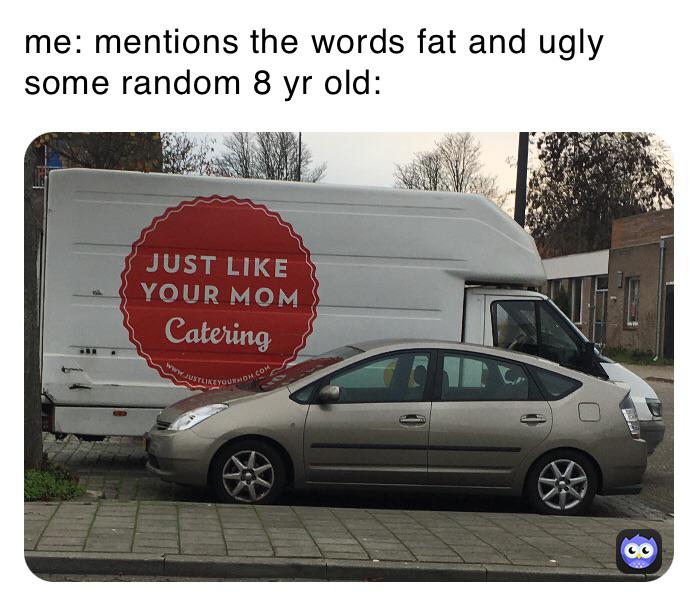 me: mentions the words fat and ugly
some random 8 yr old:
JUST LIKE
YOUR MOM
Catering
www.JUSTLIKEYOURMOM.COM